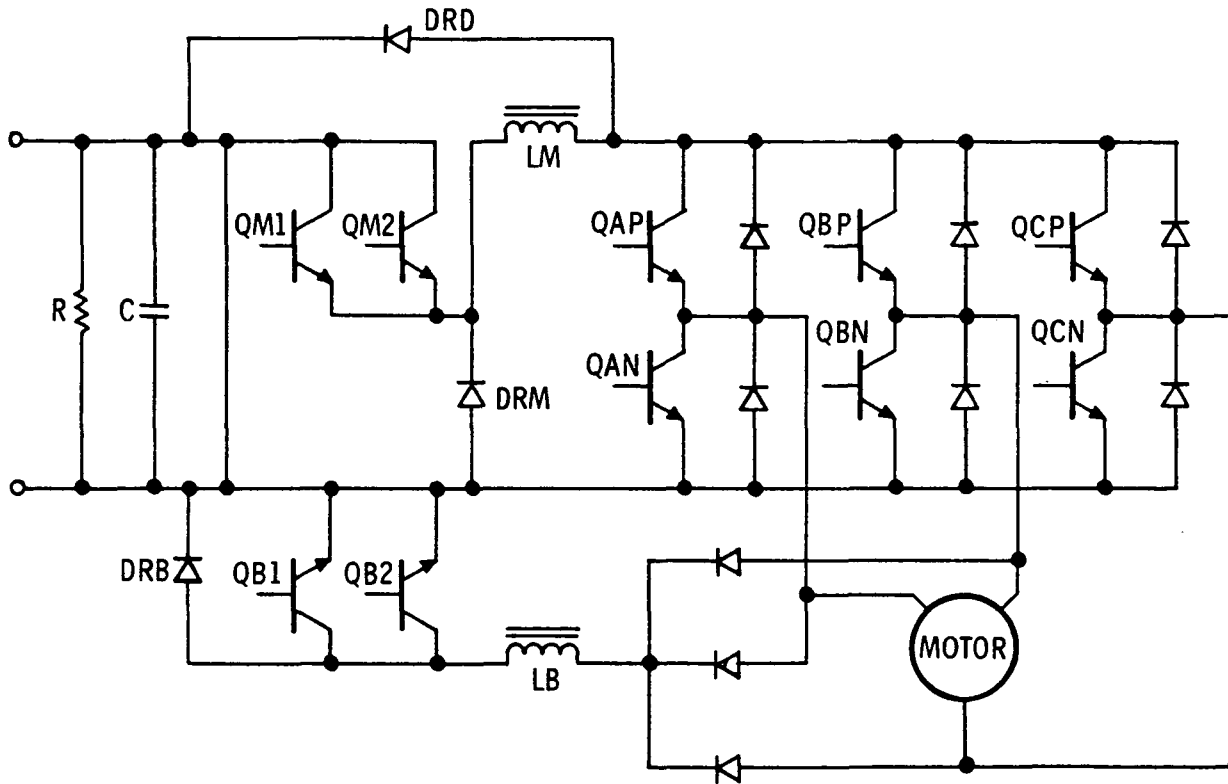 DRD
LM
QM1
QM2
QAP
QBP
QCP
R
C
QAN
QBN
QCN
DRM
DRB
QB1
QB2
LB
MOTOR